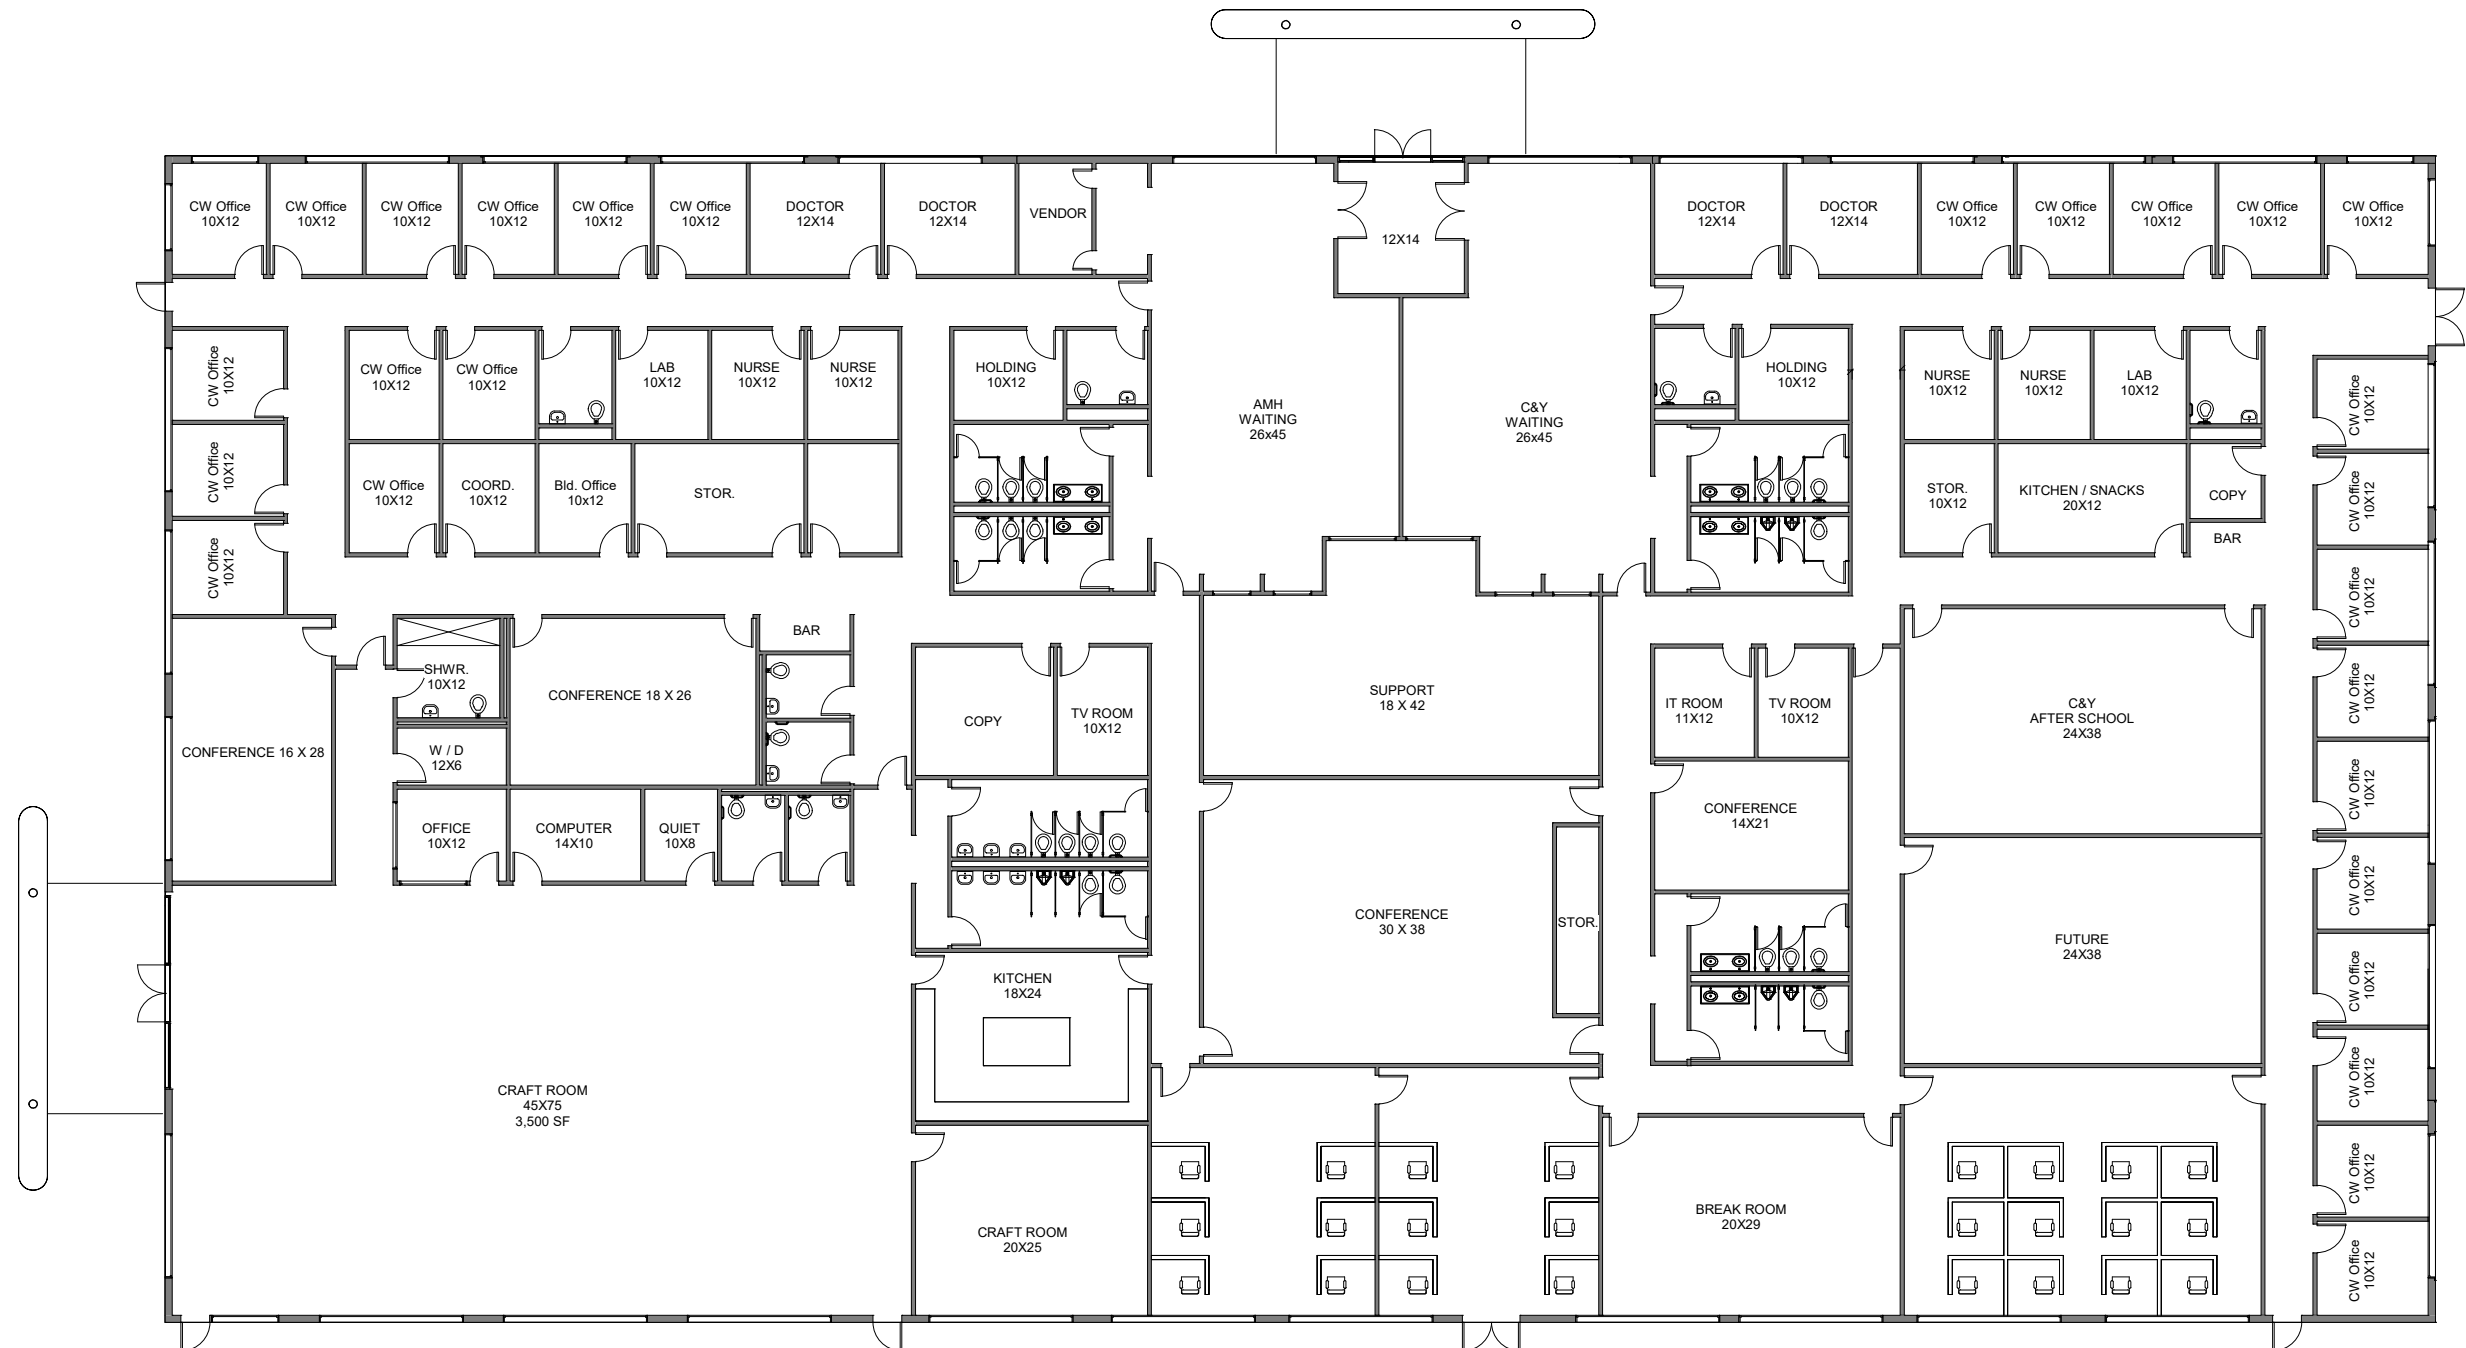 CW Office
10X12
CW Office
10X12
CW Office
10X12
CW Office
10X12
CW Office
10X12
CW Office
10X12
DOCTOR
12X14
DOCTOR
12X14
VENDOR
12X14
DOCTOR
12X14
DOCTOR
12X14
CW Office
10X12
CW Office
10X12
CW Office
10X12
CW Office
10X12
CW Office
10X12
CW Office
10X12
CW Office
10X12
CW Office
10X12
CW Office
10X12
CW Office
10X12
LAB
10X12
NURSE
10X12
NURSE
10X12
HOLDING
10X12
AMH
WAITING
26x45
C&Y
WAITING
26x45
HOLDING
10X12
NURSE
10X12
NURSE
10X12
LAB
10X12
CW Office
10X12
CW Office
10X12
COORD.
10X12
Bld. Office
10x12
STOR.
STOR.
10X12
KITCHEN / SNACKS
20X12
COPY
BAR
CW Office
10X12
CW Office
10X12
CW Office
10X12
CW Office
10X12
CW Office
10X12
CW Office
10X12
CW Office
10X12
CW Office
10X12
CW Office
10X12
CW Office
10X12
BAR
SHWR.
10X12
CONFERENCE 18 X 26
CONFERENCE 16 X 28
W / D
12X6
COPY
TV ROOM
10X12
SUPPORT
18 X 42
IT ROOM
11X12
TV ROOM
10X12
C&Y
AFTER SCHOOL
24X38
OFFICE
10X12
COMPUTER
14X10
QUIET
10X8
CONFERENCE
14X21
CONFERENCE
30 X 38
STOR.
FUTURE
24X38
KITCHEN
18X24
CRAFT ROOM
45X75
3,500 SF
CRAFT ROOM
20X25
BREAK ROOM
20X29